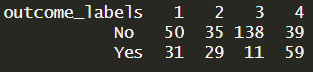 outcome_labels 1 2 3 4
No 50 35 138 39
Yes 31 29 11 59